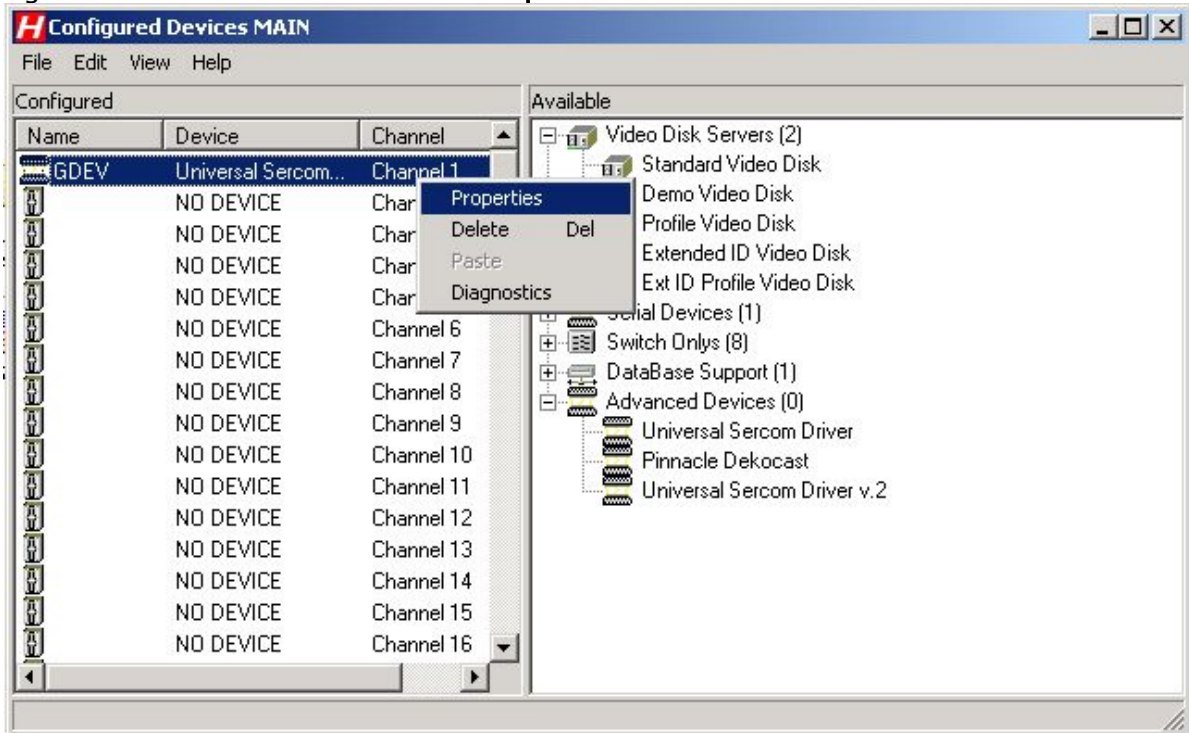 H Configured Devices MAIN
File Edit View Help
Configured
Name Device Channel
GDEV Universal Sercom... Channel 1
NO DEVICE Char
NO DEVICE Char
NO DEVICE Char
NO DEVICE Char
NO DEVICE Channel 6
NO DEVICE Channel 7
NO DEVICE Channel 8
NO DEVICE Channel 9
NO DEVICE Channel 10
NO DEVICE Channel 11
NO DEVICE Channel 12
NO DEVICE Channel 13
NO DEVICE Channel 14
NO DEVICE Channel 15
NO DEVICE Channel 16
Properties
Delete Del
Paste
Diagnostics
Available
Video Disk Servers (2)
Standard Video Disk
Demo Video Disk
Profile Video Disk
Extended ID Video Disk
Ext ID Profile Video Disk
Serial Devices (1)
Switch Onlys (8)
DataBase Support (1)
Advanced Devices (0)
Universal Sercom Driver
Pinnacle Dekocast
Universal Sercom Driver v.2